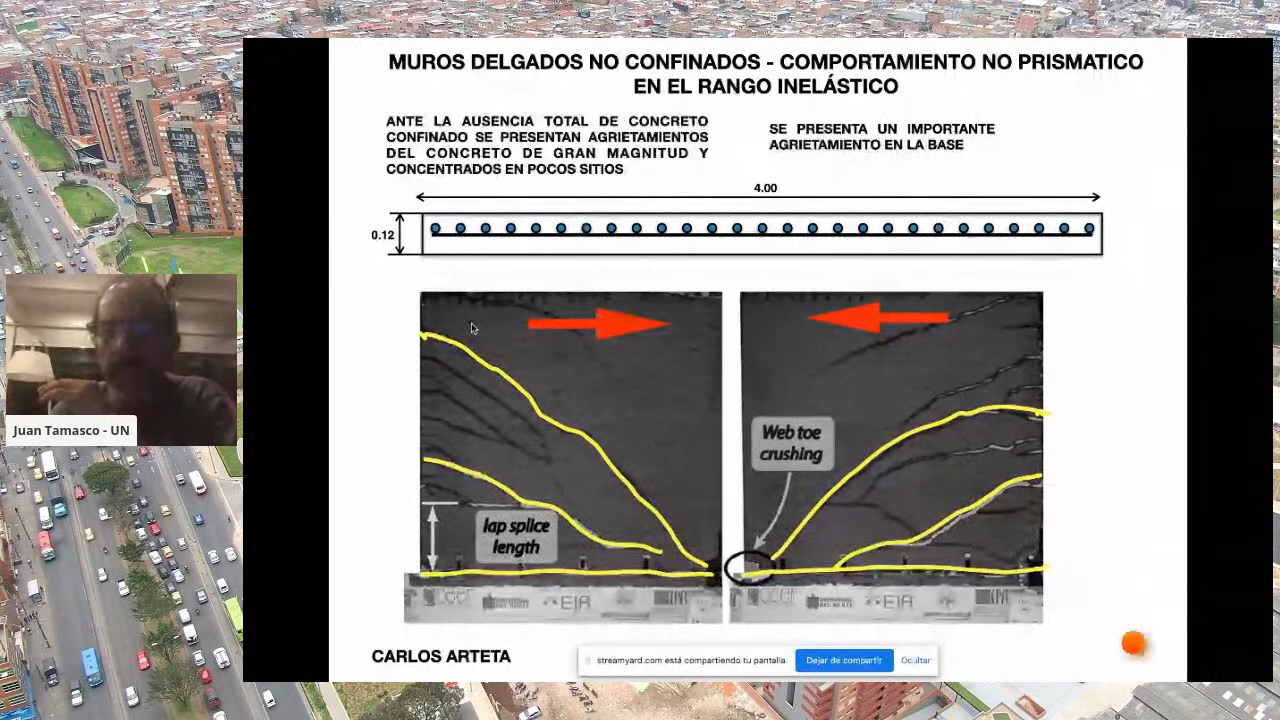 MUROS DELGADOS NO CONFINADOS - COMPORTAMIENTO NO PRISMATICO
EN EL RANGO INELÁSTICO
ANTE LA AUSENCIA TOTAL DE CONCRETO
CONFINADO SE PRESENTAN AGRIETAMIENTOS
DEL CONCRETO DE GRAN MAGNITUD Y
CONCENTRADOS EN POCOS SITIOS
SE PRESENTA UN IMPORTANTE
AGRIETAMIENTO EN LA BASE
4.00
0.12
Web toe
crushing
lap splice
length
EIA
EIA
Juan Tamasco - UN
CARLOS ARTETA
streamyard.com está compartiendo tu pantalla.
Dejar de compartir
Ocultar